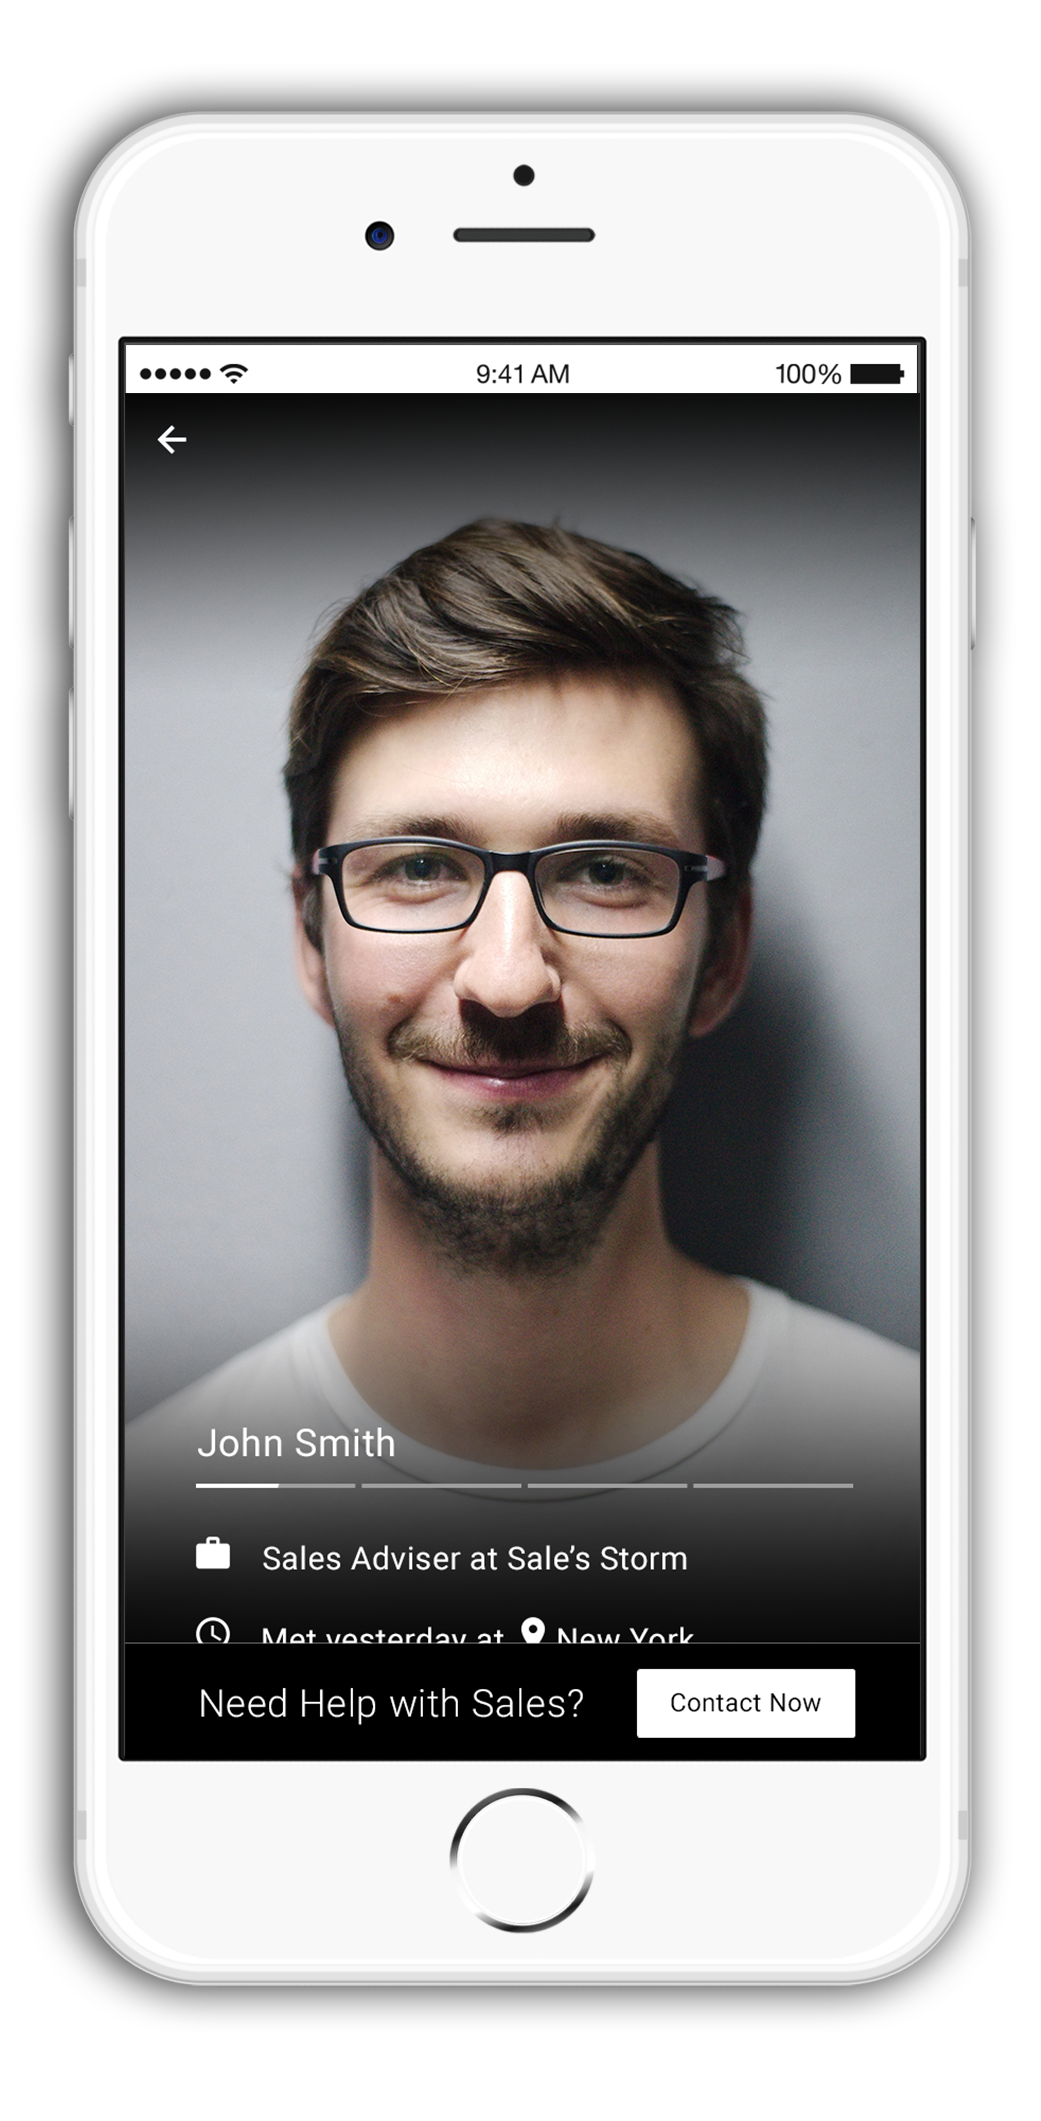 9:41 AM
100%
John Smith
Sales Adviser at Sale’s Storm
Met yesterday at New York
Need Help with Sales?
Contact Now